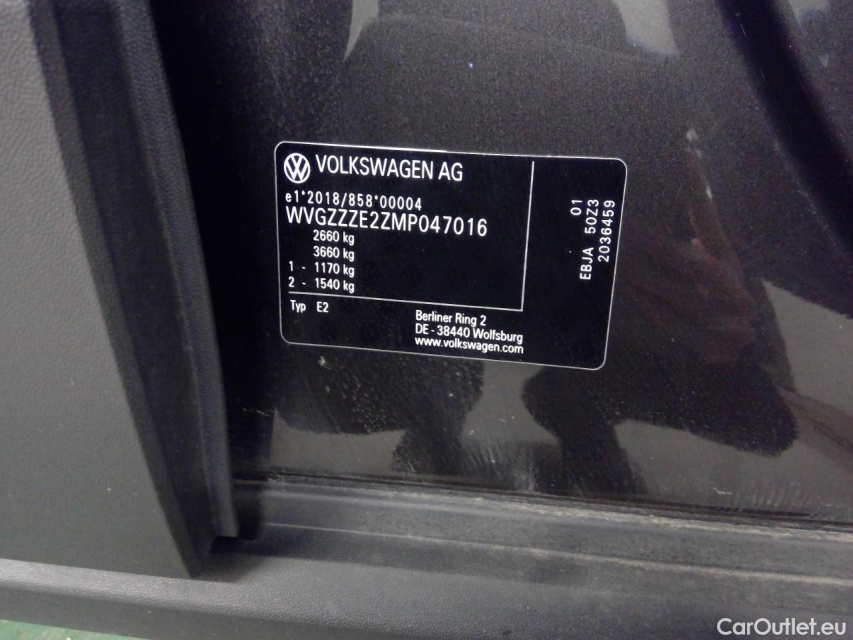 VOLKSWAGEN AG
e1*2018/858*00004
WVGZZZE2ZMP047016
2660 kg
3660 kg
1 - 1170 kg
2 - 1540 kg
Typ E2
Berliner Ring 2
DE - 38440 Wolfsburg
www.volkswagen.com
01
EBJA 50Z3
2036459
CarOutlet.eu